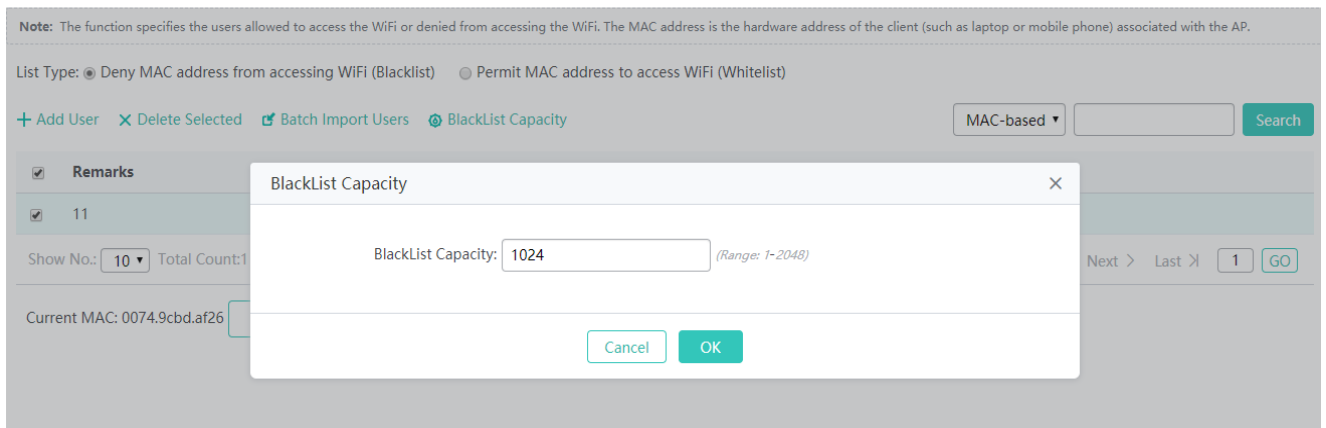 Note: The function specifies the users allowed to access the WiFi or denied from accessing the WiFi. The MAC address is the hardware address of the client (such as laptop or mobile phone) associated with the AP.
List Type: Deny MAC address from accessing WiFi (Blacklist) Permit MAC address to access WiFi (Whitelist)
Add User Delete Selected Batch Import Users BlackList Capacity MAC-based Search
Remarks
BlackList Capacity
11
BlackList Capacity: 1024 (Range: 1-2048)
Show No.: 10 Total Count:1 Next Last 1 GO
Current MAC: 0074.9cbd.af26
Cancel OK